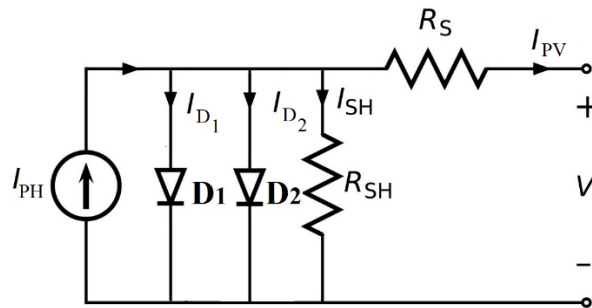 R_S
I_PV
I_D1
I_D2
I_SH
+
I_PH
D1
D2
R_SH
V
–